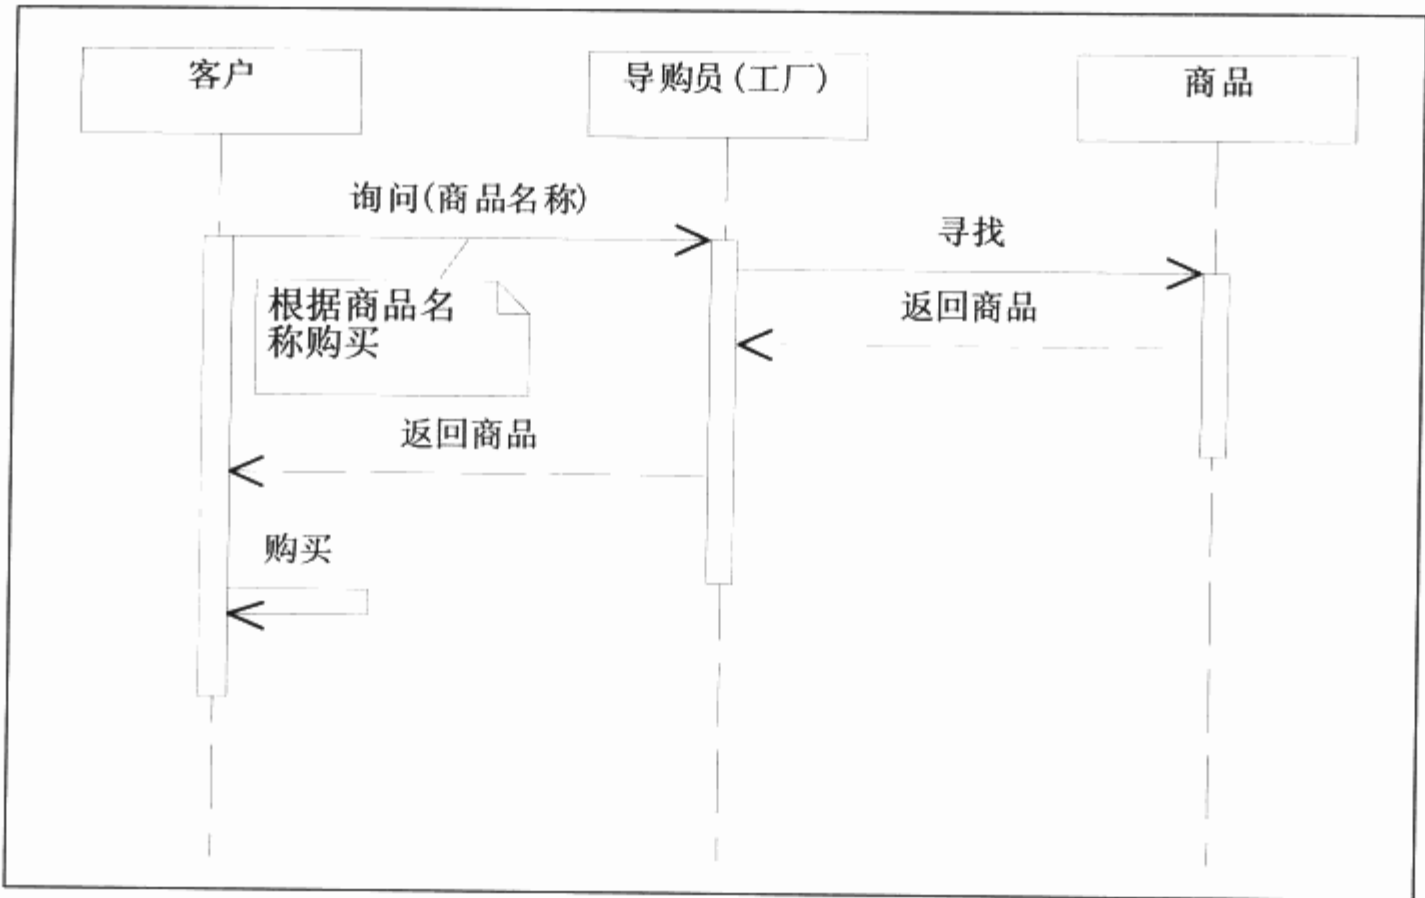 客户
导购员(工厂)
商品
询问(商品名称)
寻找
根据商品名
称购买
返回商品
返回商品
购买